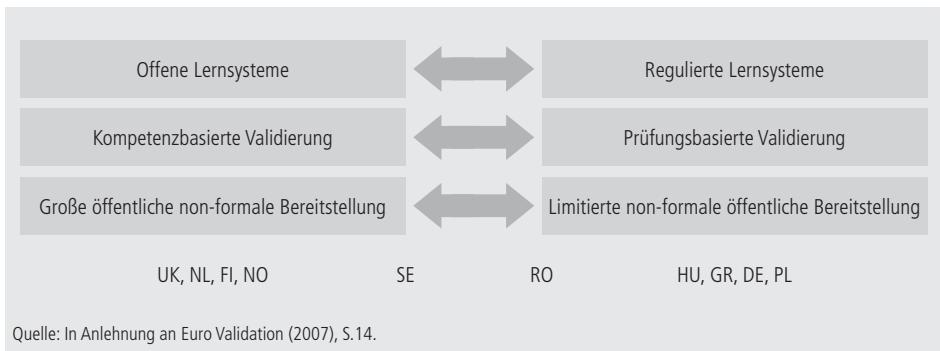 Offene Lernsysteme Regulierte Lernsysteme
Kompetenzbasierte Validierung Prüfungsbasierte Validierung
Große öffentliche non-formale Bereitstellung Limitierte non-formale öffentliche Bereitstellung
UK, NL, FI, NO SE RO HU, GR, DE, PL
Quelle: In Anlehnung an Euro Validation (2007), S.14.